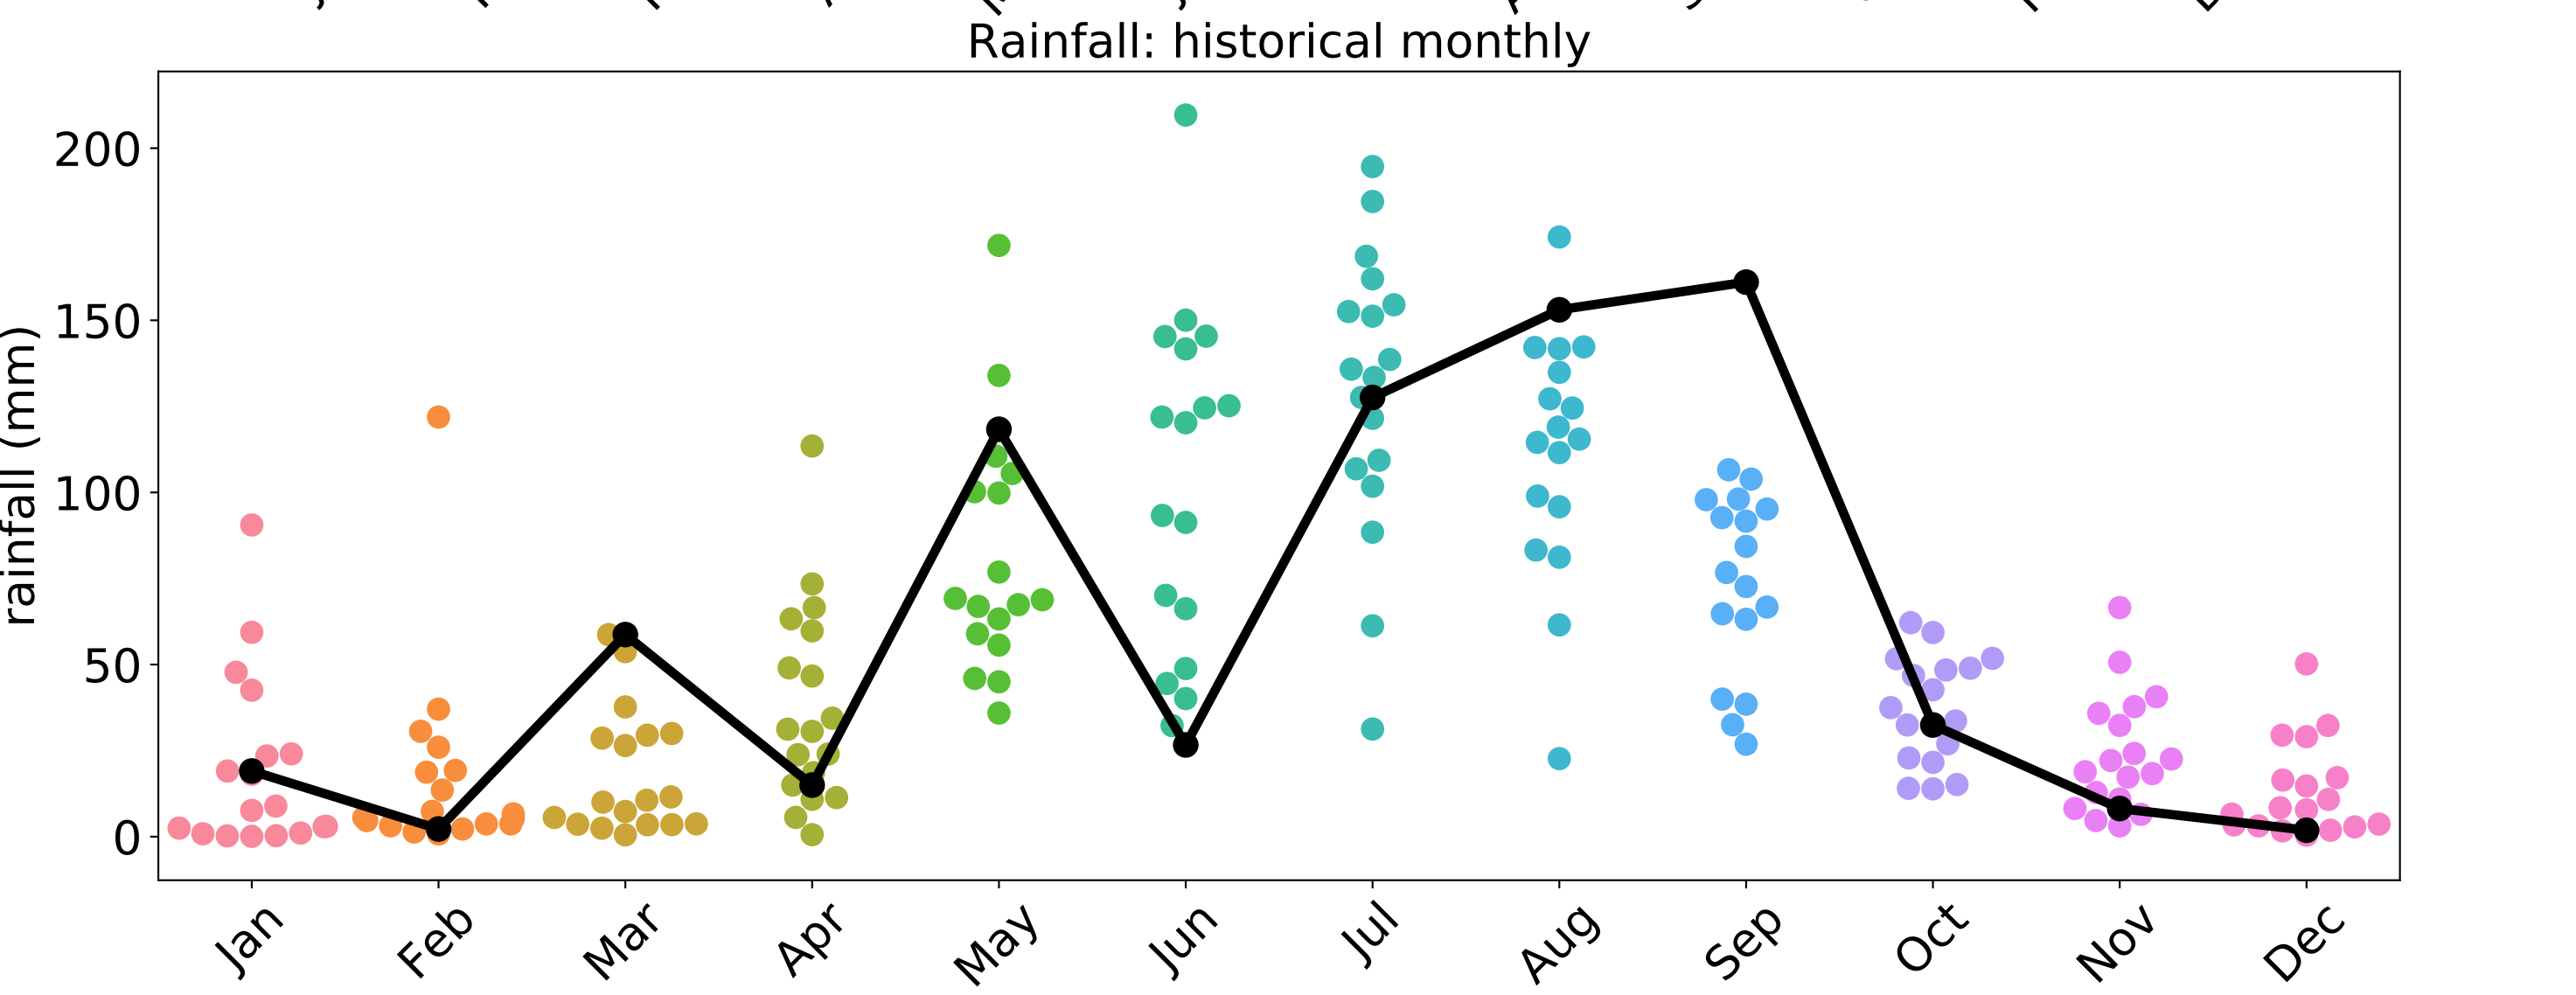 Rainfall: historical monthly
rainfall (mm)
200
150
100
50
0
Jan
Feb
Mar
Apr
May
Jun
Jul
Aug
Sep
Oct
Nov
Dec